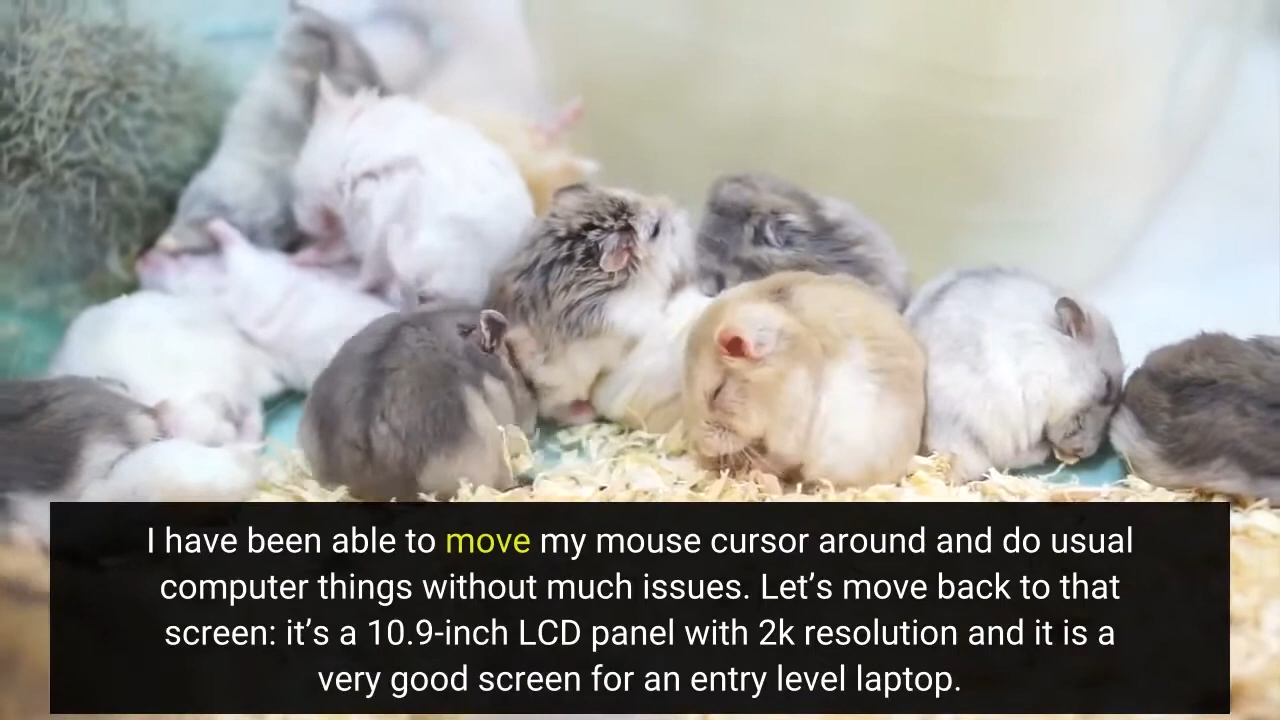 I have been able to move my mouse cursor around and do usual
computer things without much issues. Let’s move back to that
screen: it’s a 10.9-inch LCD panel with 2k resolution and it is a
very good screen for an entry level laptop.